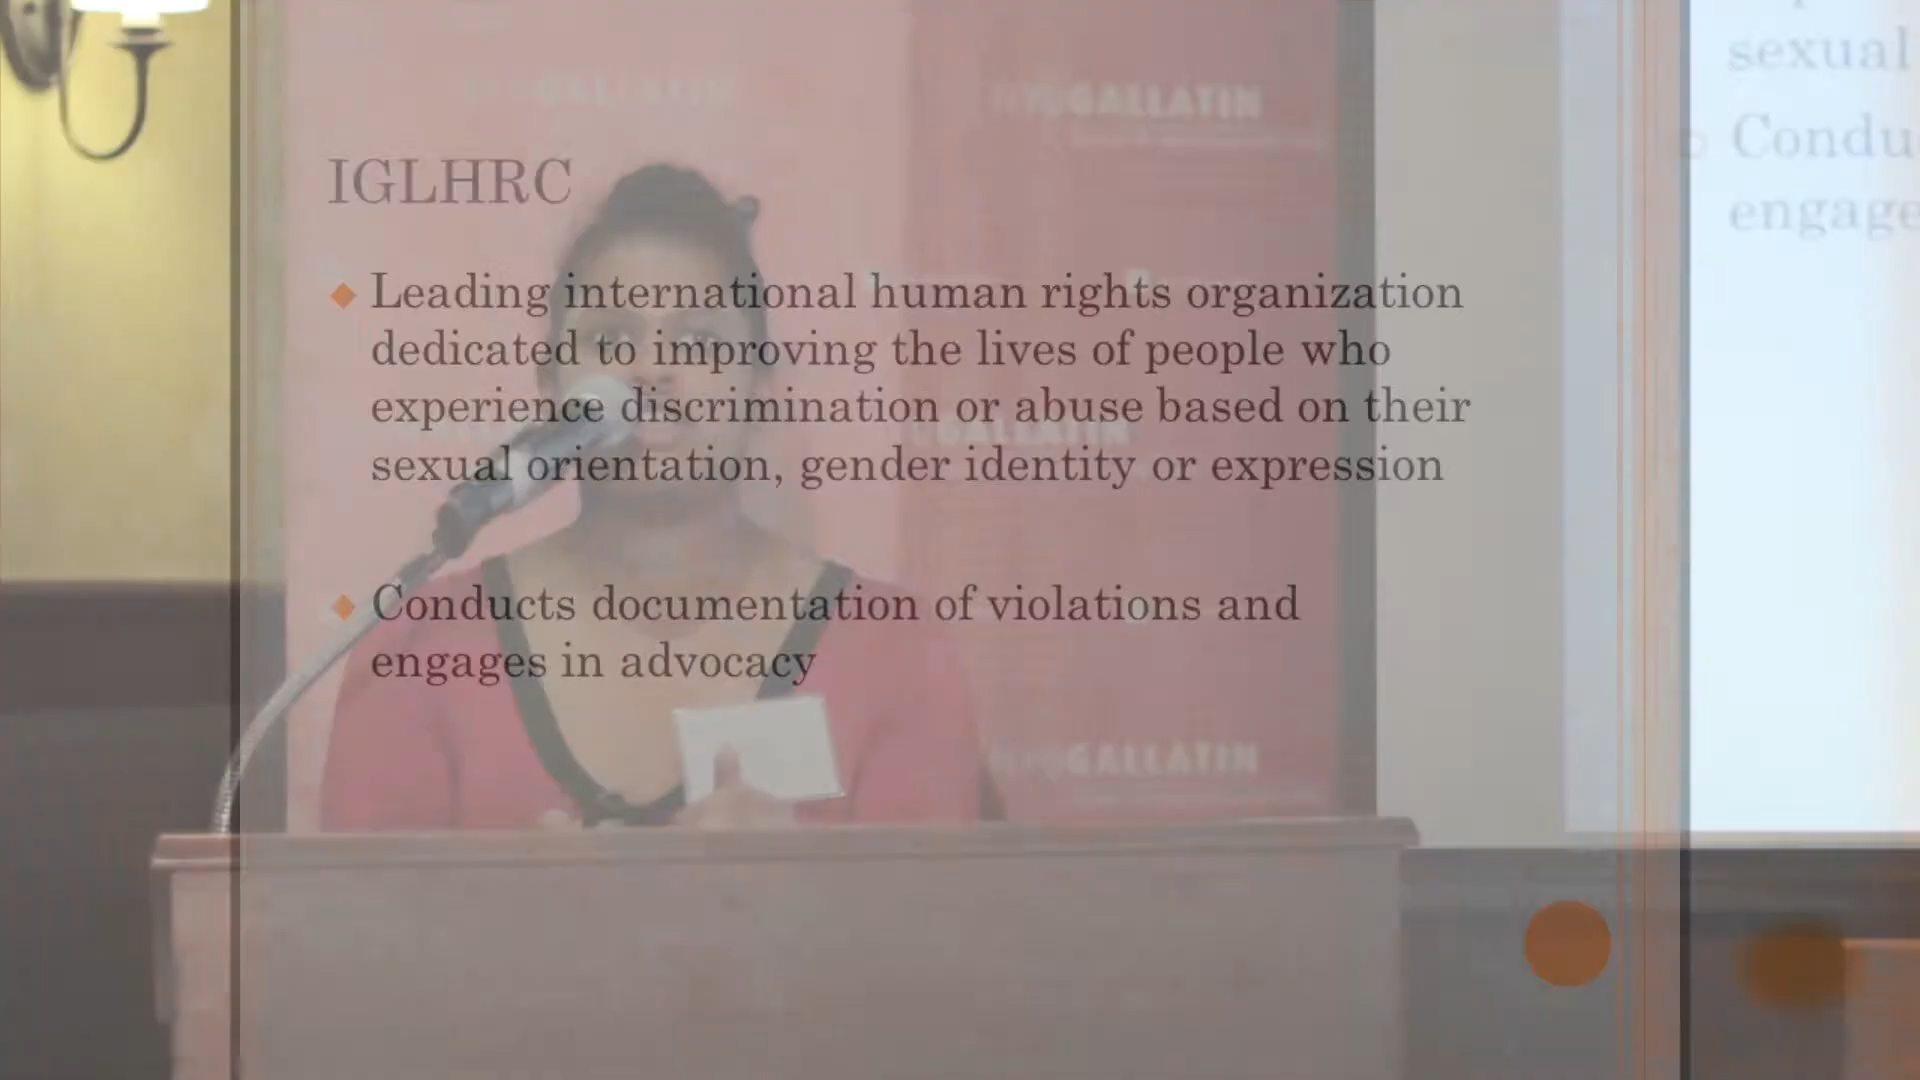 GALLATIN
NYUGALLATIN
sexual
Condu
engage
IGLHRC
Leading international human rights organization
dedicated to improving the lives of people who
experience discrimination or abuse based on their
sexual orientation, gender identity or expression
GALLATIN
Conducts documentation of violations and
engages in advocacy
NYUGALLATIN